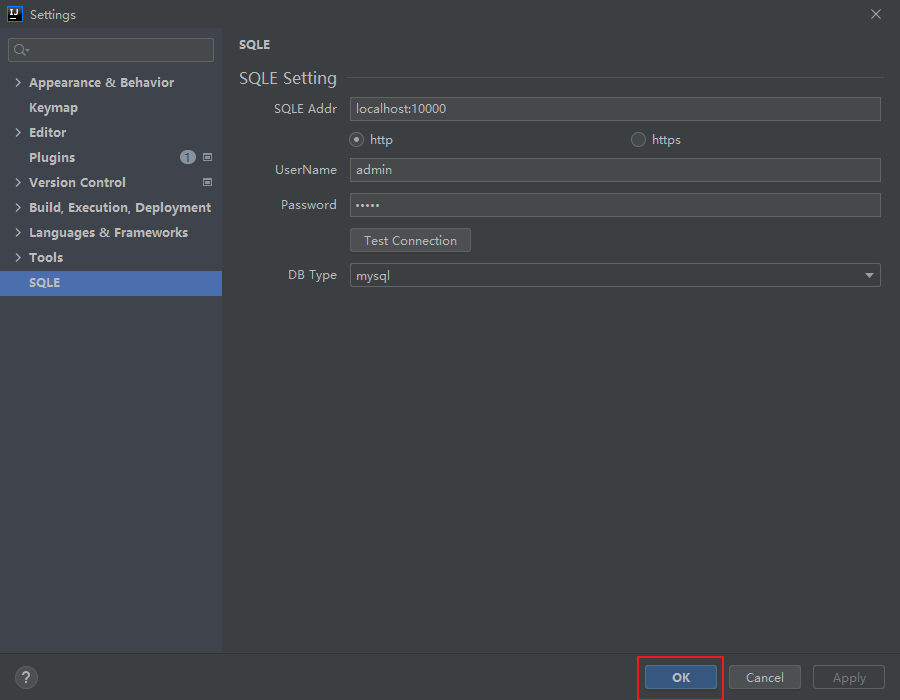 Settings
SQLE
SQLE Setting
Appearance & Behavior
Keymap
Editor
Plugins 1
Version Control
Build, Execution, Deployment
Languages & Frameworks
Tools
SQLE
SQLE Addr localhost:10000
http https
UserName admin
Password •••••
Test Connection
DB Type mysql
? OK Cancel Apply